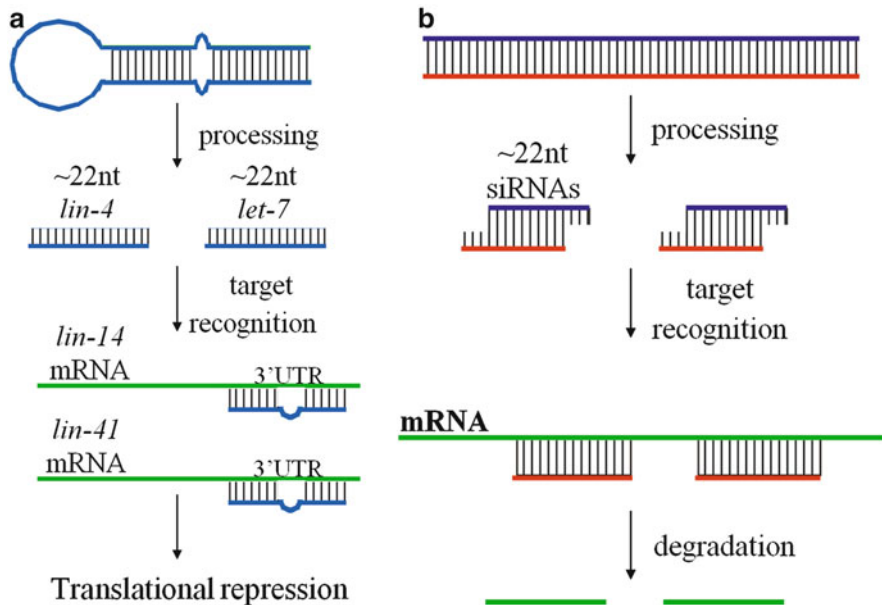 a
processing
~22nt
lin-4
~22nt
let-7
target
recognition
lin-14
mRNA
3'UTR
lin-41
mRNA
3'UTR
Translational repression
b
processing
~22nt
siRNAs
target
recognition
mRNA
degradation